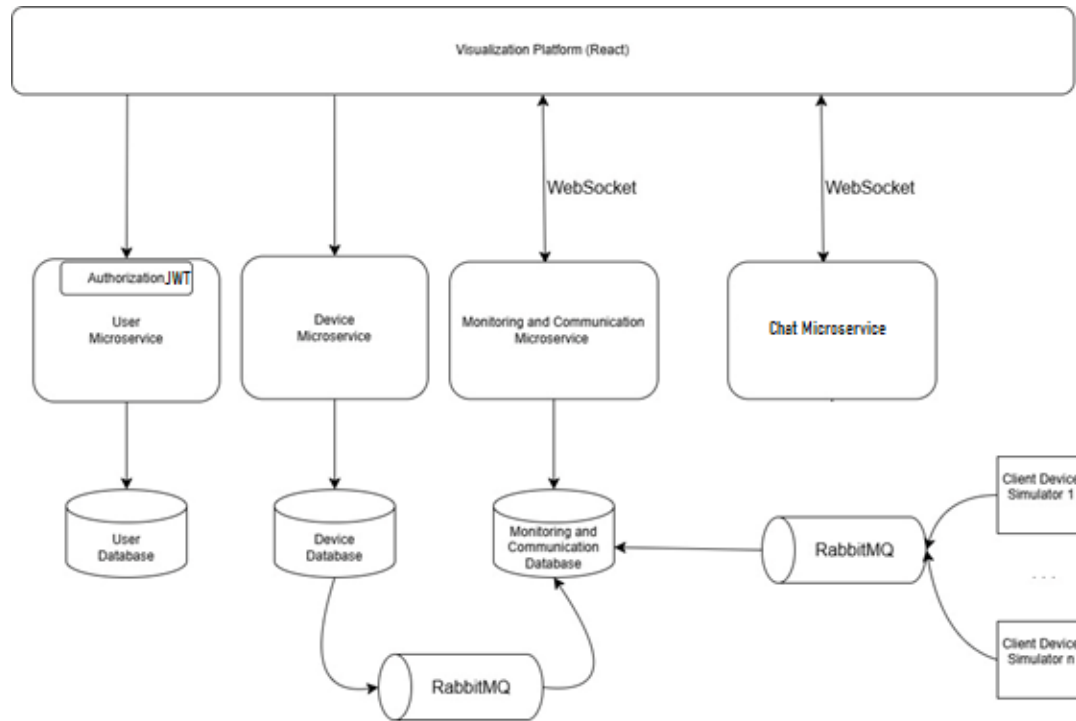 Visualization Platform (React)
WebSocket
WebSocket
Authorization JWT
User
Microservice
Device
Microservice
Monitoring and Communication
Microservice
Chat Microservice
User
Database
Device
Database
Monitoring and
Communication
Database
RabbitMQ
Client Device
Simulator 1
. . .
Client Device
Simulator n
RabbitMQ